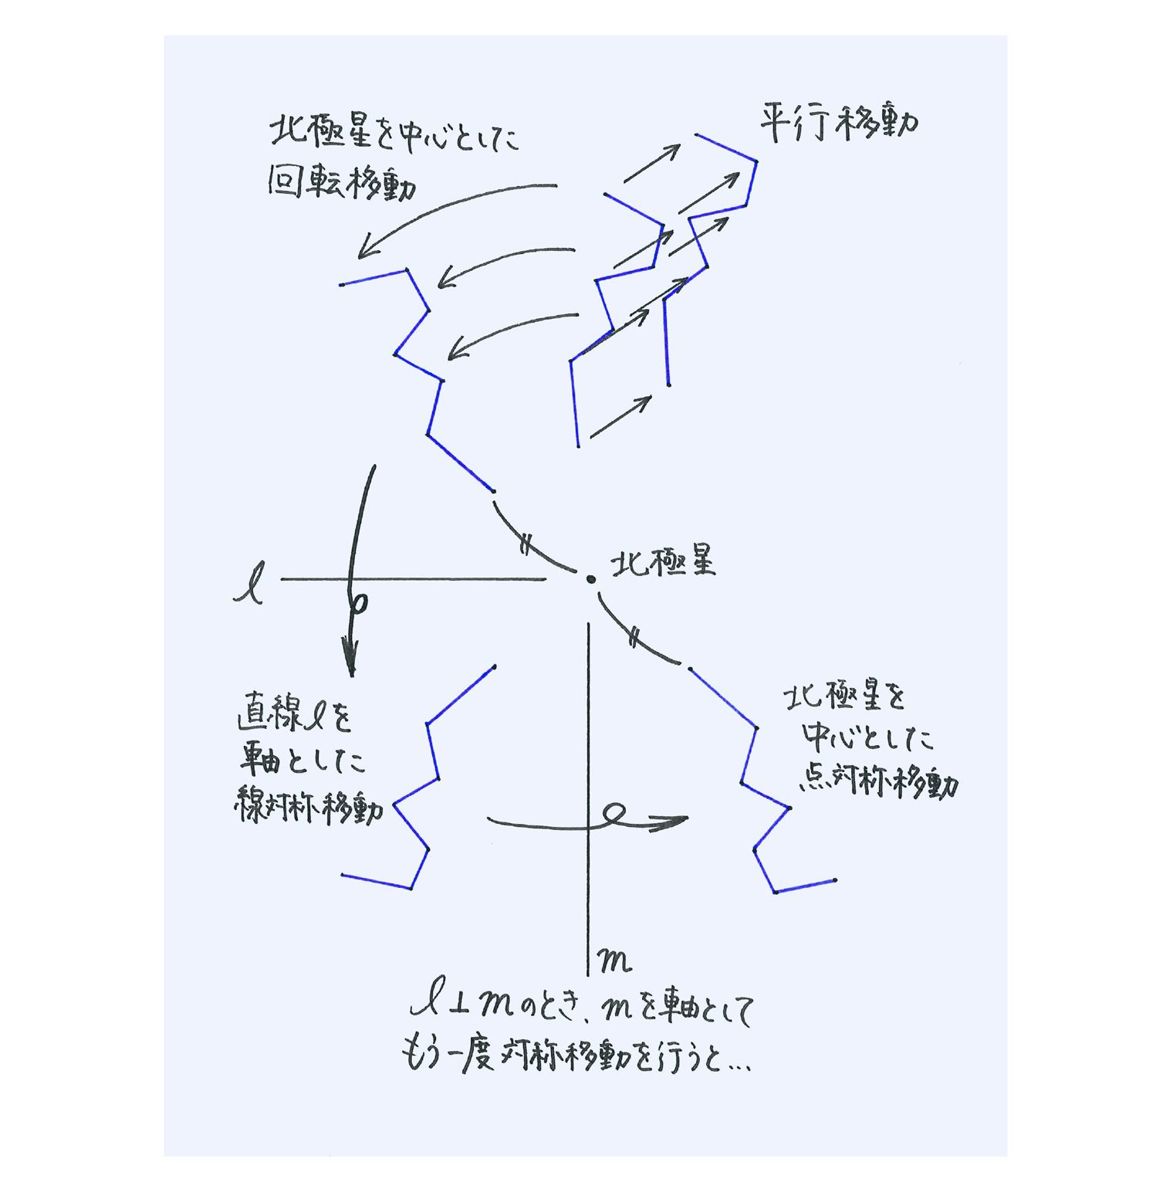 北極星を中心とした
回転移動
平行移動
北極星
l
直線lを
軸とした
線対称移動
北極星を
中心とした
点対称移動
m
l⊥mのとき、mを軸として
もう一度対称移動を行うと…